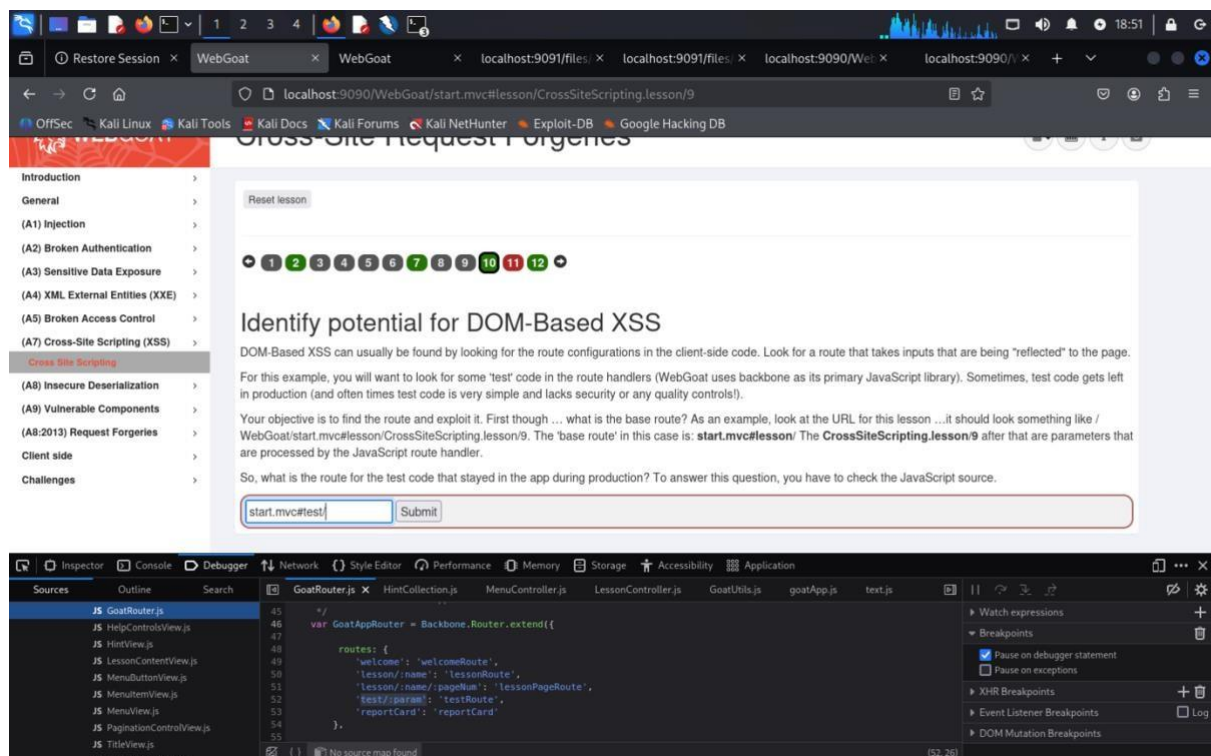 1 2 3 4
3
18:51
Restore Session ×
WebGoat ×
WebGoat ×
localhost:9091/files/ ×
localhost:9091/files/ ×
localhost:9090/Web ×
localhost:9090/W ×
localhost:9090/WebGoat/start.mvc#lesson/CrossSiteScripting.lesson/9
OffSec Kali Linux Kali Tools Kali Docs Kali Forums Kali NetHunter Exploit-DB Google Hacking DB
WEBGOAT
Cross-Site Request Forgeries
Introduction
General
(A1) Injection
(A2) Broken Authentication
(A3) Sensitive Data Exposure
(A4) XML External Entities (XXE)
(A5) Broken Access Control
(A7) Cross-Site Scripting (XSS)
Cross Site Scripting
(A8) Insecure Deserialization
(A9) Vulnerable Components
(A8:2013) Request Forgeries
Client side
Challenges
Reset lesson
1 2 3 4 5 6 7 8 9 10 11 12
Identify potential for DOM-Based XSS
DOM-Based XSS can usually be found by looking for the route configurations in the client-side code. Look for a route that takes inputs that are being "reflected" to the page.
For this example, you will want to look for some 'test' code in the route handlers (WebGoat uses backbone as its primary JavaScript library). Sometimes, test code gets left
in production (and often times test code is very simple and lacks security or any quality controls!).
Your objective is to find the route and exploit it. First though … what is the base route? As an example, look at the URL for this lesson …it should look something like /
WebGoat/start.mvc#lesson/CrossSiteScripting.lesson/9. The 'base route' in this case is: start.mvc#lesson/ The CrossSiteScripting.lesson/9 after that are parameters that
are processed by the JavaScript route handler.
So, what is the route for the test code that stayed in the app during production? To answer this question, you have to check the JavaScript source.
start.mvc#test/ Submit
Inspector Console Debugger Network Style Editor Performance Memory Storage Accessibility Application
Sources Outline Search
GoatRouter.js × HintCollection.js MenuController.js LessonController.js GoatUtils.js goatApp.js text.js
JS GoatRouter.js
JS HelpControlsView.js
JS HintView.js
JS LessonContentView.js
JS MenuButtonView.js
JS MenuItemView.js
JS MenuView.js
JS PaginationControlView.js
JS TitleView.js
45 */
46 var GoatAppRouter = Backbone.Router.extend({
47
48 routes: {
49 'welcome': 'welcomeRoute',
50 'lesson/:name': 'lessonRoute',
51 'lesson/:name/:pageNum': 'lessonPageRoute',
52 'test/:param': 'testRoute',
53 'reportCard': 'reportCard'
54 },
55
{ } No source map found (52, 26)
Watch expressions
Breakpoints
Pause on debugger statement
Pause on exceptions
XHR Breakpoints
Event Listener Breakpoints Log
DOM Mutation Breakpoints